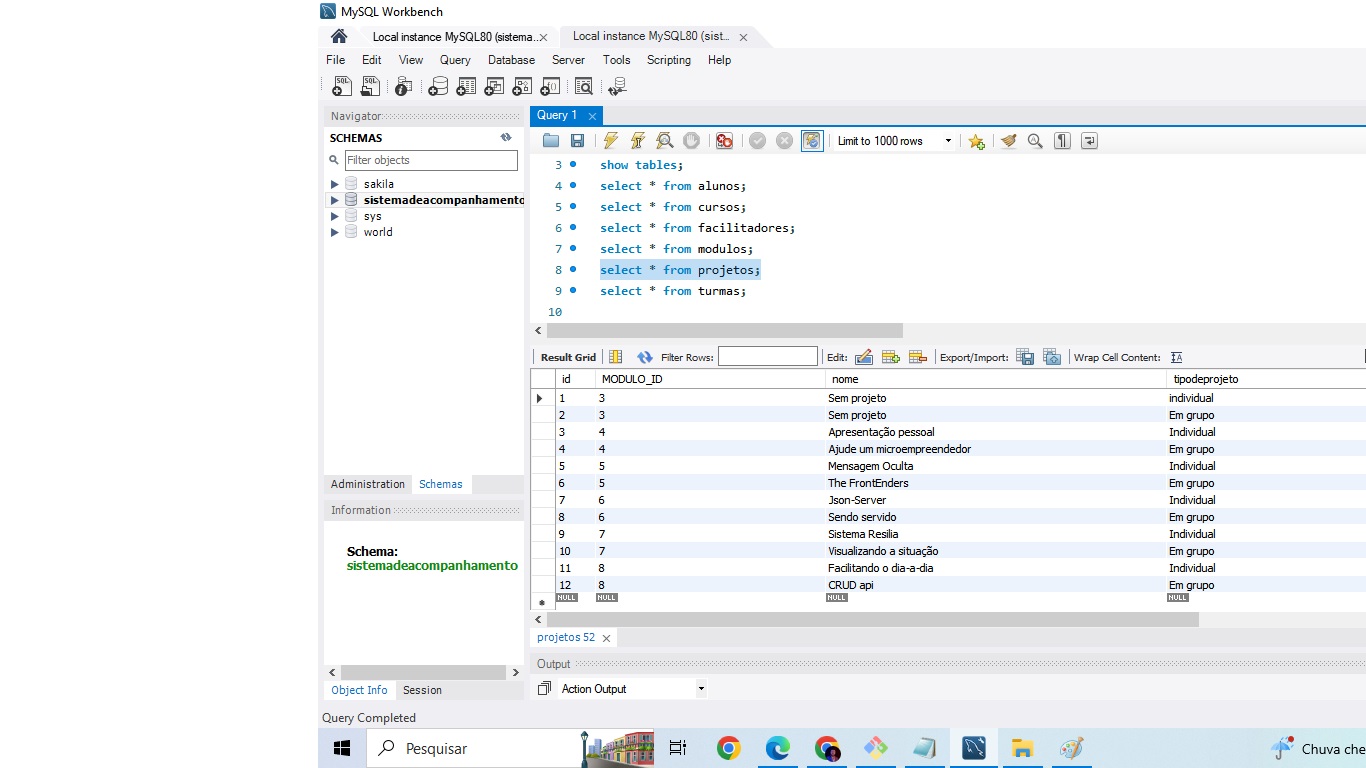 MySQL Workbench
Local instance MySQL80 (sistema...
Local instance MySQL80 (sist...
File Edit View Query Database Server Tools Scripting Help
Navigator
SCHEMAS
Filter objects
sakila
sistemadeacompanhamento
sys
world
Administration Schemas
Information
Schema:
sistemadeacompanhamento
Object Info Session
Query 1
Limit to 1000 rows
3 show tables;
4 select * from alunos;
5 select * from cursos;
6 select * from facilitadores;
7 select * from modulos;
8 select * from projetos;
9 select * from turmas;
10
Result Grid Filter Rows: Edit: Export/Import: Wrap Cell Content:
id MODULO_ID nome tipodeprojeto
1 3 Sem projeto individual
2 3 Sem projeto Em grupo
3 4 Apresentação pessoal Individual
4 4 Ajude um microempreendedor Em grupo
5 5 Mensagem Oculta Individual
6 5 The FrontEnders Em grupo
7 6 Json-Server Individual
8 6 Sendo servido Em grupo
9 7 Sistema Resilia Individual
10 7 Visualizando a situação Em grupo
11 8 Facilitando o dia-a-dia Individual
12 8 CRUD api Em grupo
NULL NULL NULL NULL
projetos 52
Output
Action Output
Query Completed
Pesquisar
Chuva che